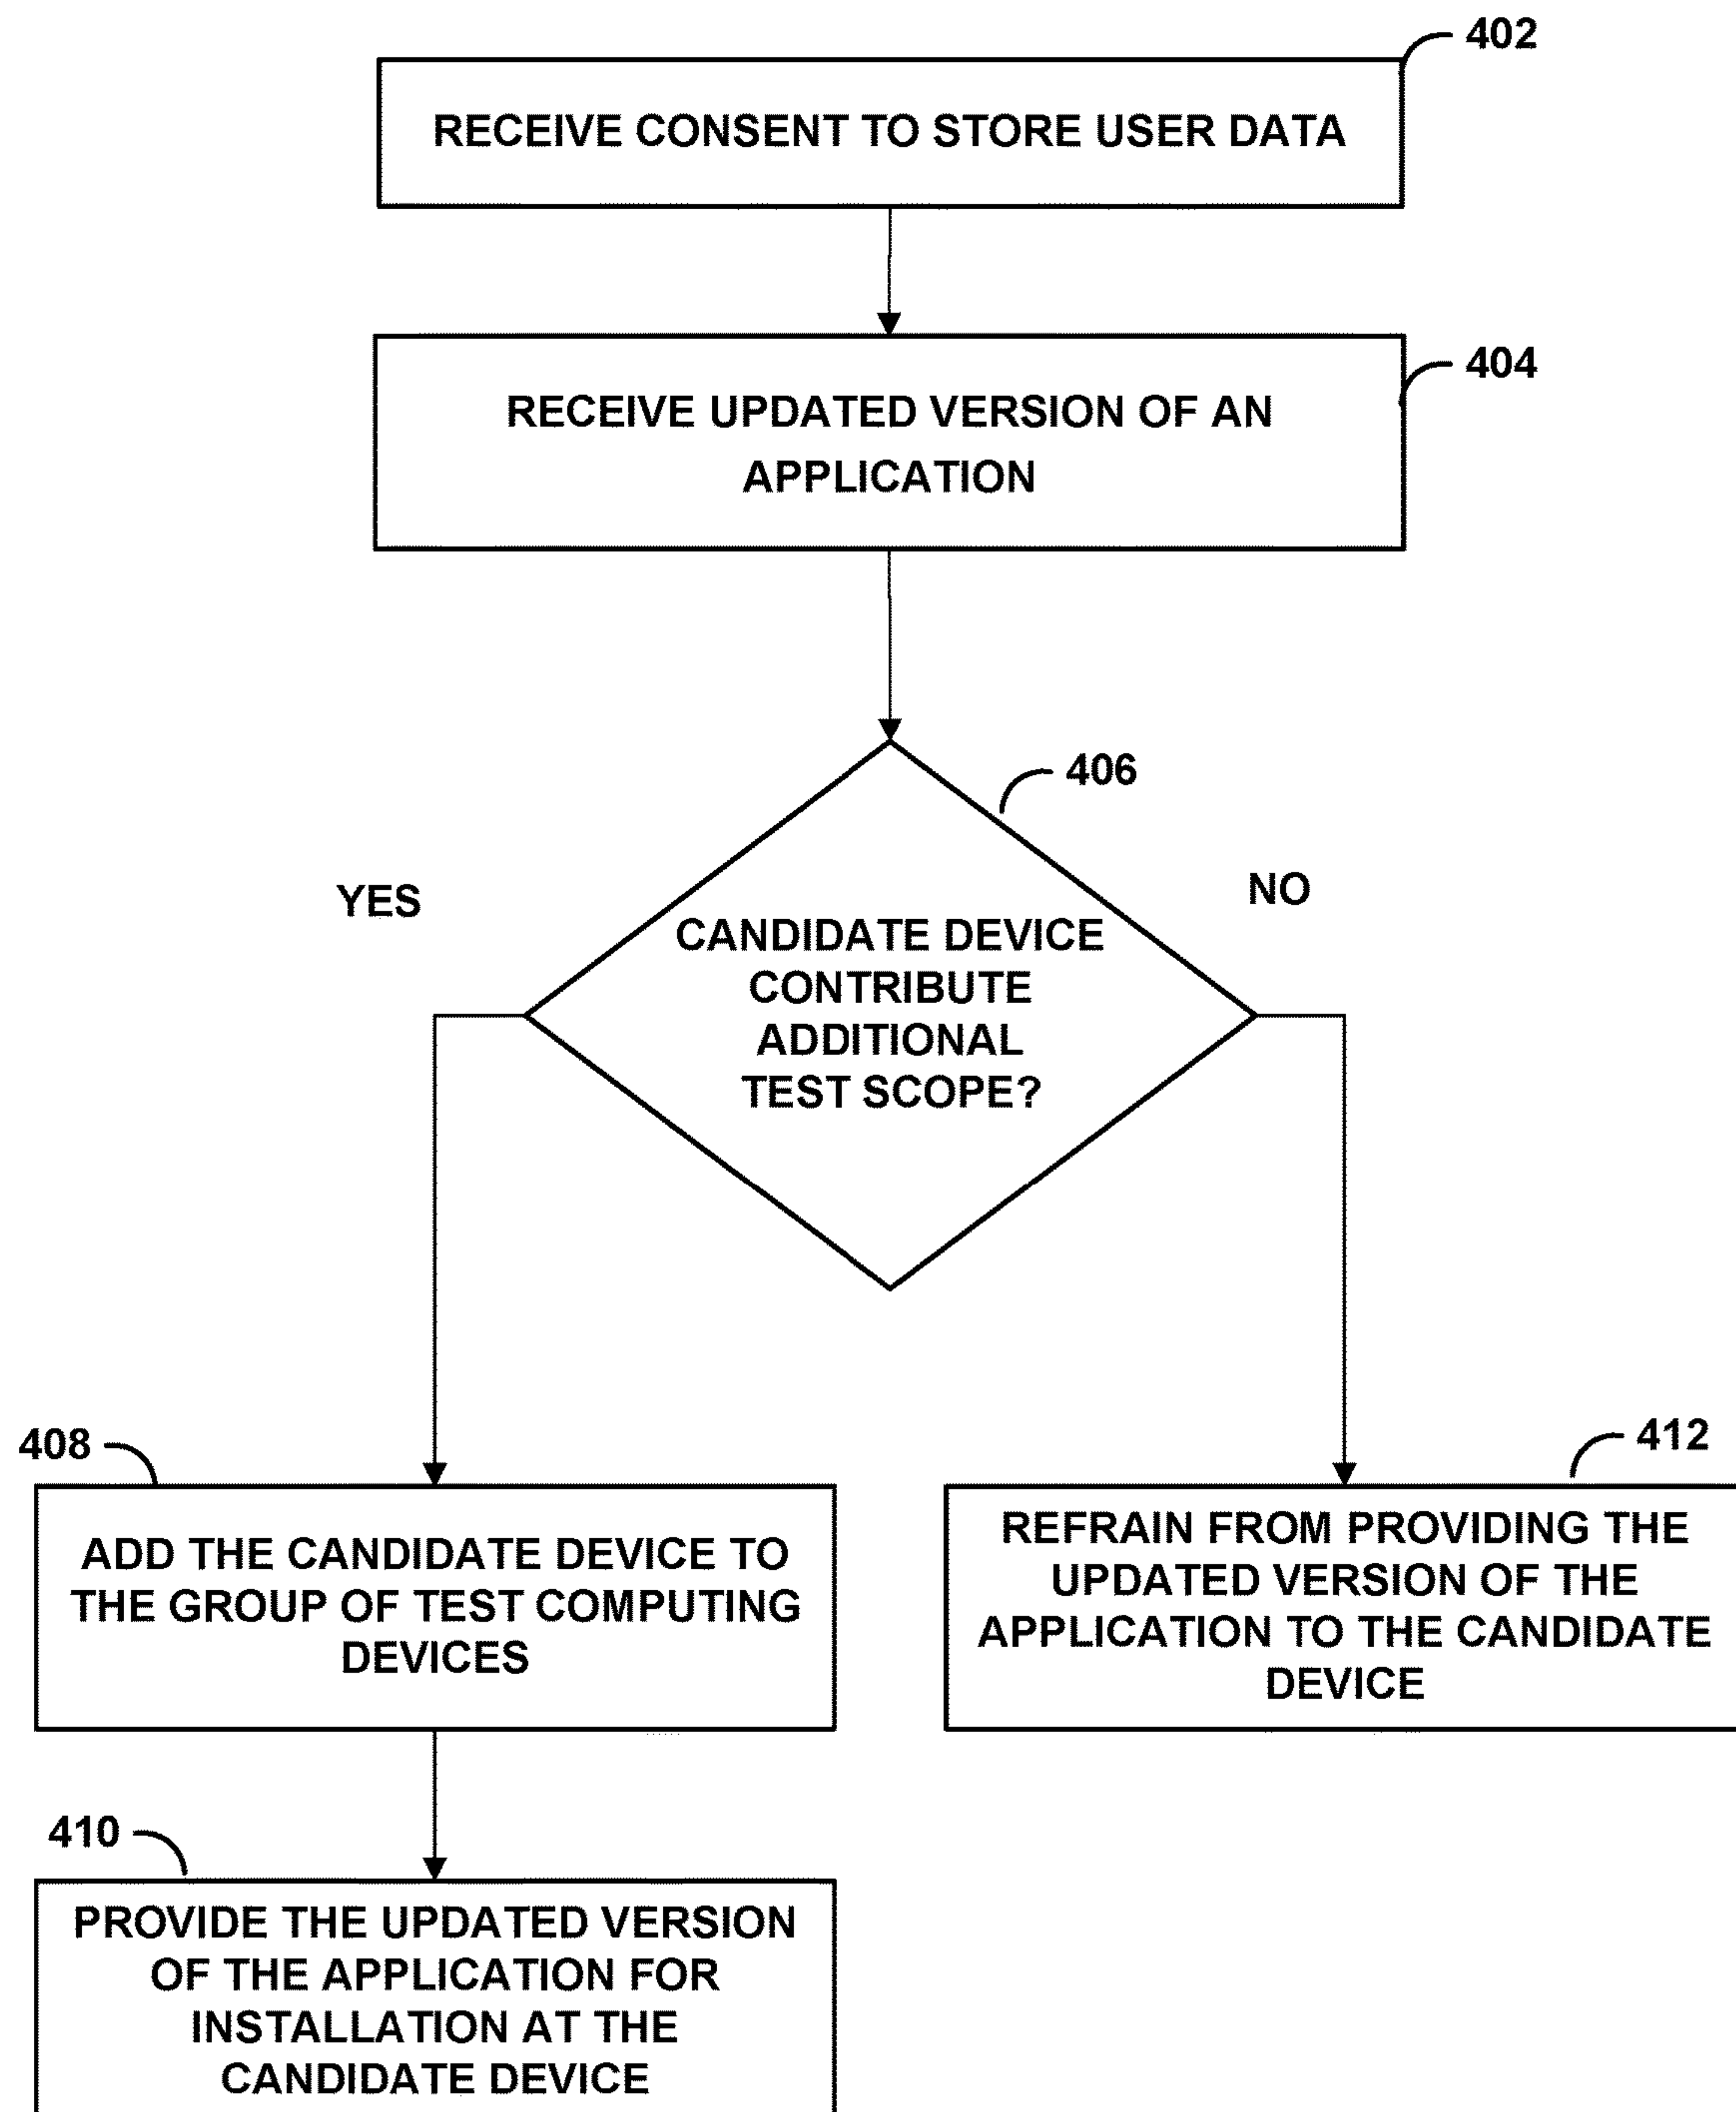 402
RECEIVE CONSENT TO STORE USER DATA
404
RECEIVE UPDATED VERSION OF AN
APPLICATION
406
YES
NO
CANDIDATE DEVICE
CONTRIBUTE
ADDITIONAL
TEST SCOPE?
408
ADD THE CANDIDATE DEVICE TO
THE GROUP OF TEST COMPUTING
DEVICES
412
REFRAIN FROM PROVIDING THE
UPDATED VERSION OF THE
APPLICATION TO THE CANDIDATE
DEVICE
410
PROVIDE THE UPDATED VERSION
OF THE APPLICATION FOR
INSTALLATION AT THE
CANDIDATE DEVICE